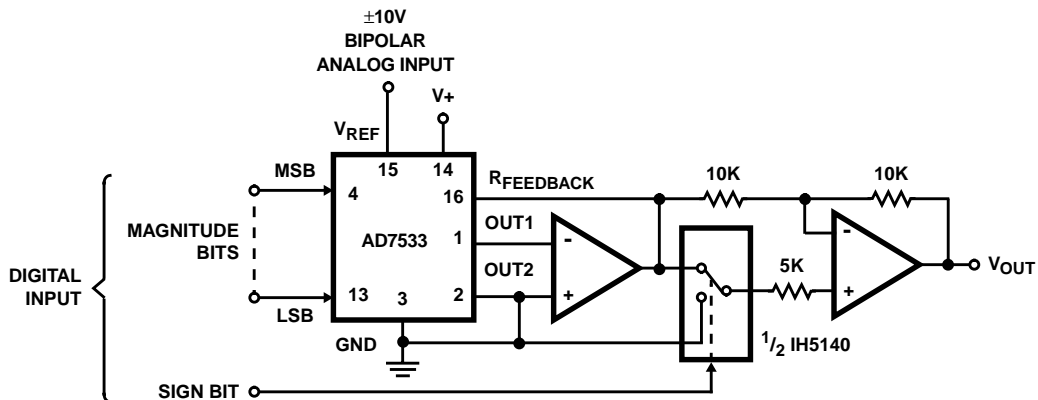 ±10V
BIPOLAR
ANALOG INPUT
V+
VREF
MSB
15
14
10K
10K
4
16
RFEEDBACK
MAGNITUDE
BITS
AD7533
1
OUT1
-
-
DIGITAL
INPUT
OUT2
5K
VOUT
13
3
2
+
+
LSB
GND
1/2 IH5140
SIGN BIT